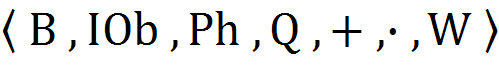 ⟨ B , IOb , Ph , Q , + ,· , W ⟩